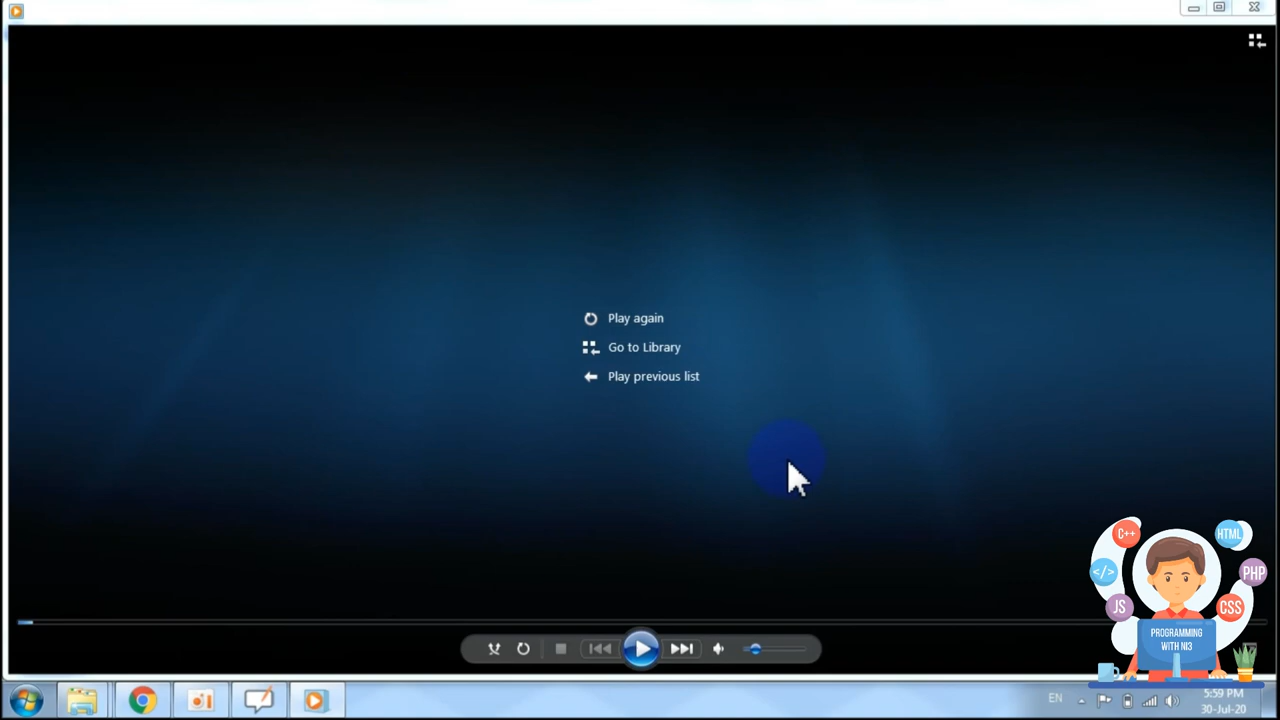 Play again
Go to Library
Play previous list
C++
HTML
</>
PHP
JS
CSS
PROGRAMMING
WITH NI3
EN
5:59 PM
30-Jul-20